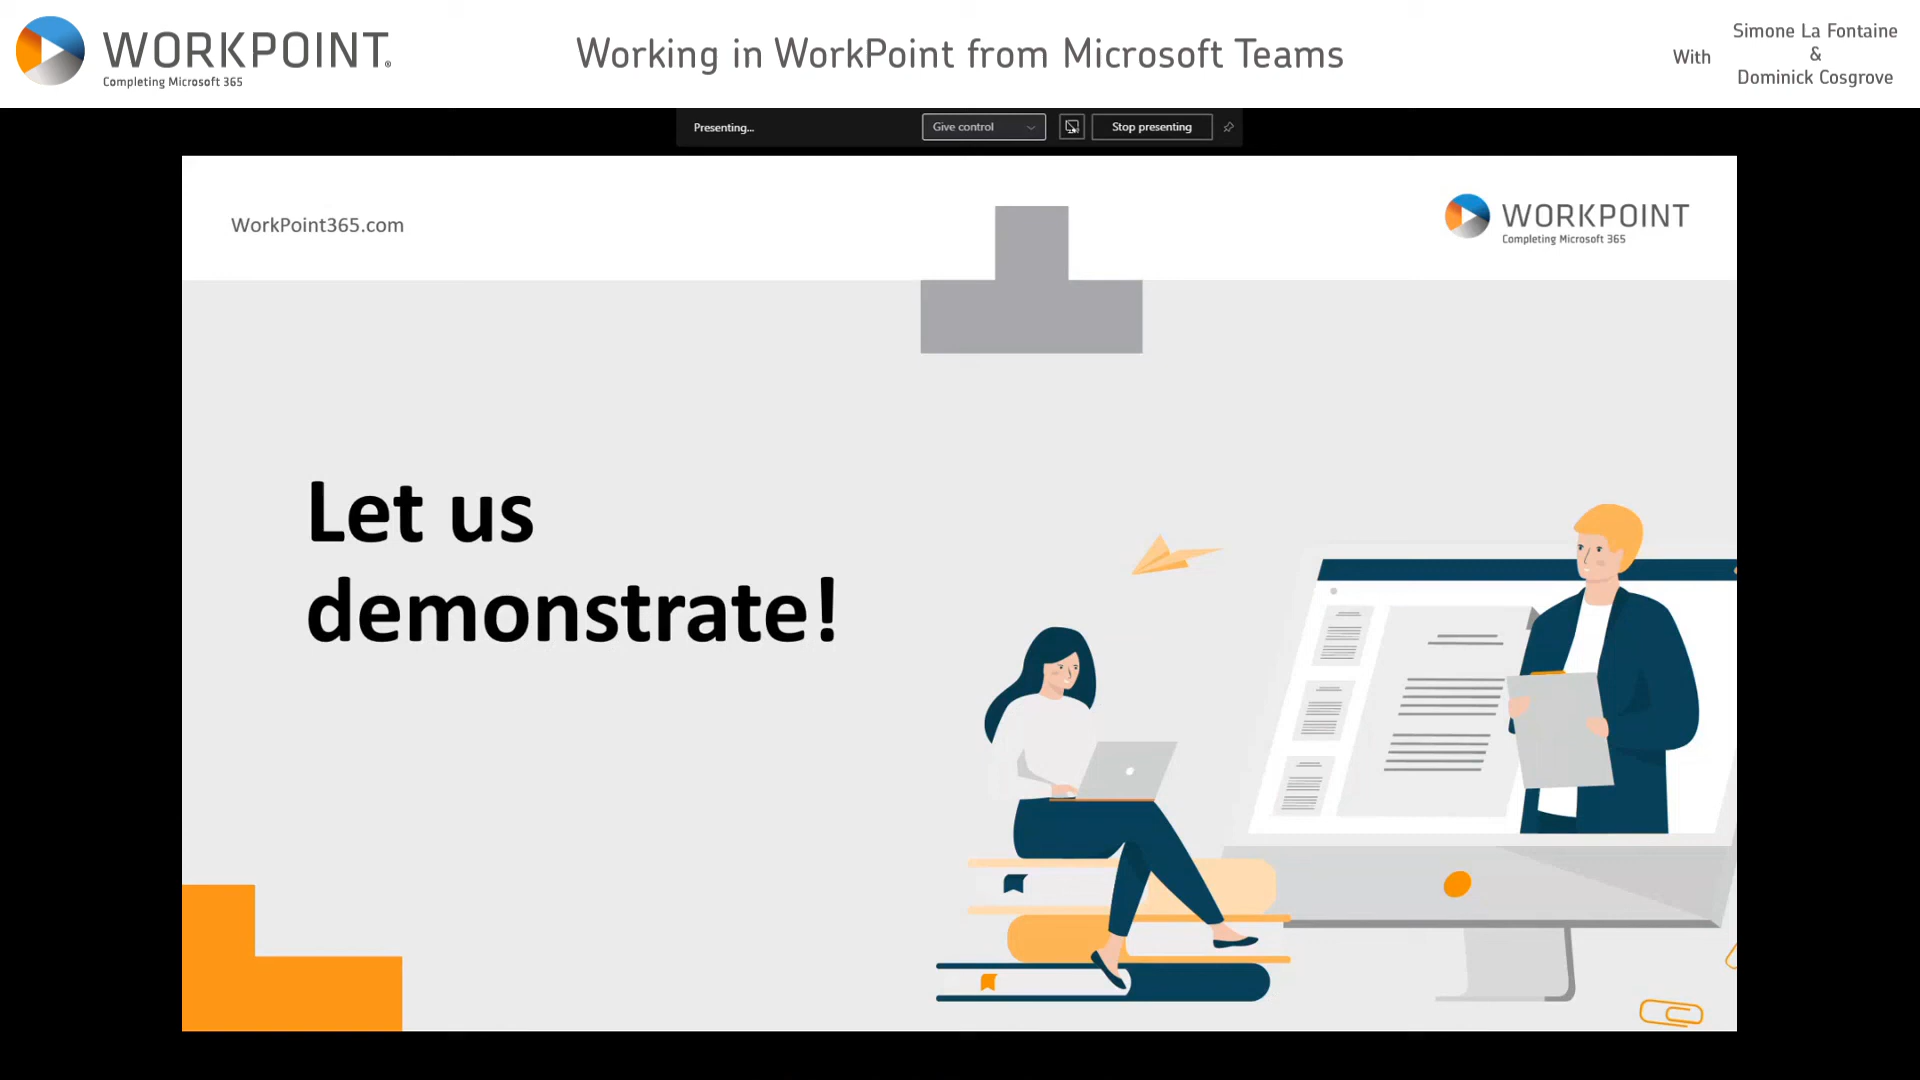 WORKPOINT®
Completing Microsoft 365
Working in WorkPoint from Microsoft Teams
With
Simone La Fontaine
&
Dominick Cosgrove
Presenting...
Give control
Stop presenting
WorkPoint365.com
WORKPOINT
Completing Microsoft 365
Let us
demonstrate!